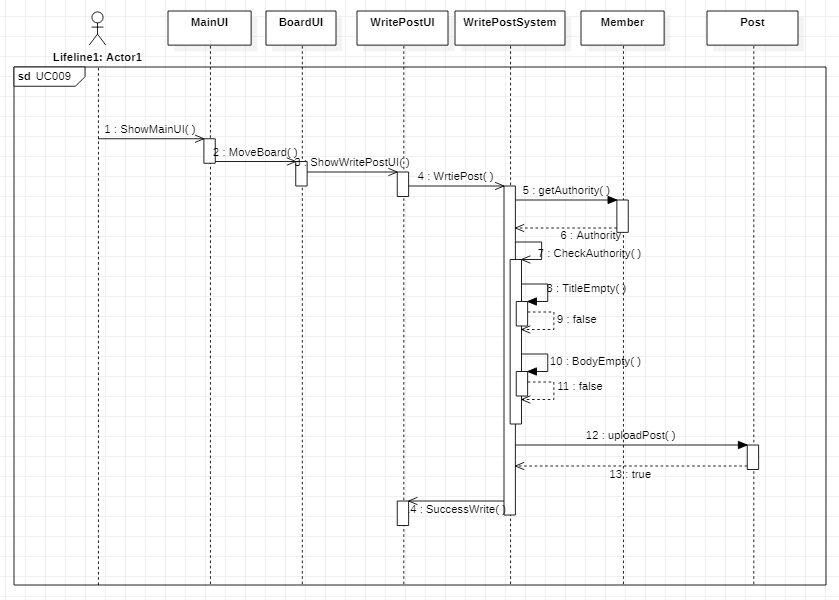 MainUI
BoardUI
WritePostUI
WritePostSystem
Member
Post
Lifeline1: Actor1
sd UC009
1 : ShowMainUI( )
2 : MoveBoard( )
3 : ShowWritePostUI( )
4 : WrtiePost( )
5 : getAuthority( )
6 : Authority
7 : CheckAuthority( )
8 : TitleEmpty( )
9 : false
10 : BodyEmpty( )
11 : false
12 : uploadPost( )
13 : true
4 : SuccessWrite( )